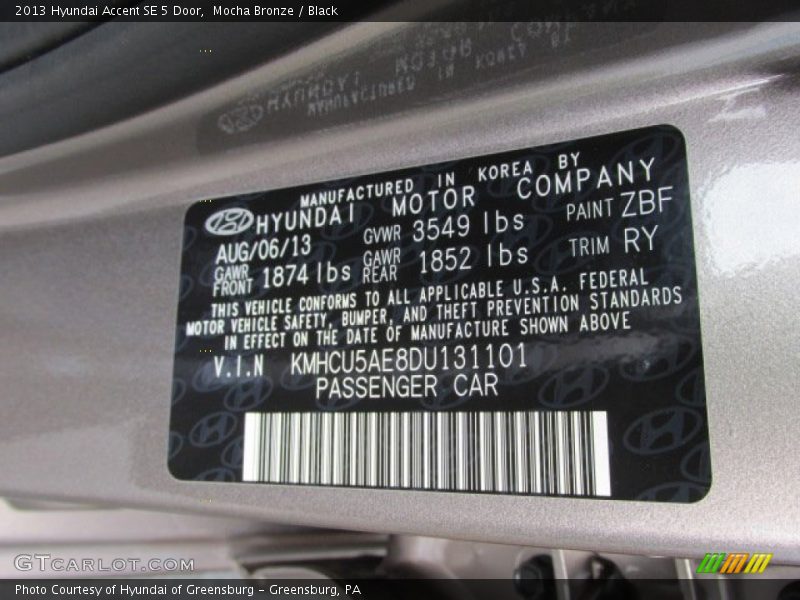 2013 Hyundai Accent SE 5 Door, Mocha Bronze / Black
MANUFACTURED IN KOREA BY
HYUNDAI MOTOR COMPANY
AUG/06/13 GVWR 3549 lbs PAINT ZBF
GAWR FRONT 1874 lbs GAWR REAR 1852 lbs TRIM RY
THIS VEHICLE CONFORMS TO ALL APPLICABLE U.S.A. FEDERAL
MOTOR VEHICLE SAFETY, BUMPER, AND THEFT PREVENTION STANDARDS
IN EFFECT ON THE DATE OF MANUFACTURE SHOWN ABOVE
V.I.N KMHCU5AE8DU131101
PASSENGER CAR
GTCARLOT.COM
Photo Courtesy of Hyundai of Greensburg - Greensburg, PA